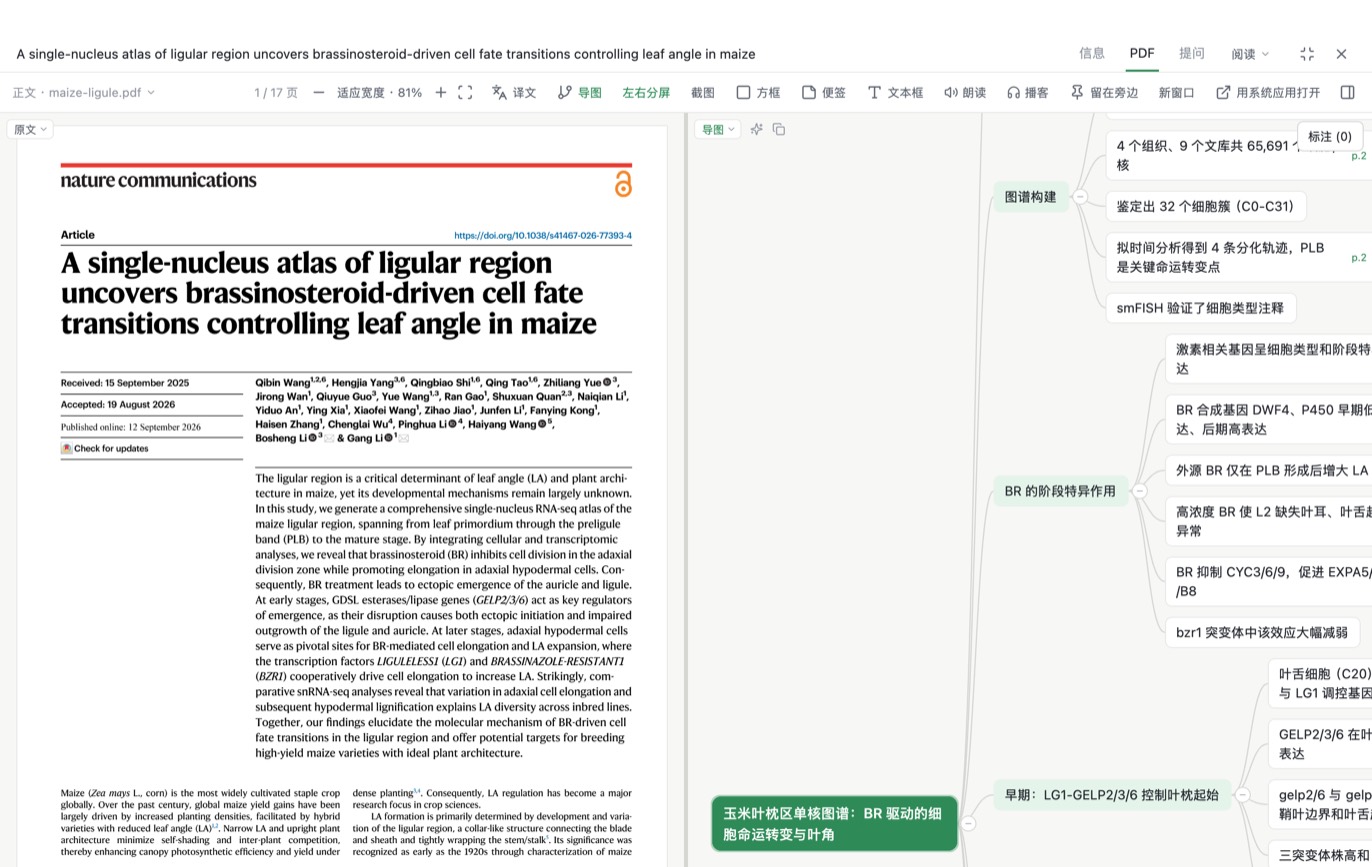 A single-nucleus atlas of ligular region uncovers brassinosteroid-driven cell fate transitions controlling leaf angle in maize
信息
PDF
提问
阅读
正文 · maize-ligule.pdf
1 / 17 页
适应宽度 · 81%
译文
导图
左右分屏
截图
方框
便签
文本框
朗读
播客
留在旁边
新窗口
用系统应用打开
原文
nature communications
Article
https://doi.org/10.1038/s41467-026-77393-4
A single-nucleus atlas of ligular region
uncovers brassinosteroid-driven cell fate
transitions controlling leaf angle in maize
Received: 15 September 2025
Accepted: 19 August 2026
Published online: 12 September 2026
Check for updates
Qibin Wang1,2,6, Hengjia Yang3,6, Qingbiao Shi1,6, Qing Tao1,6, Zhiliang Yue3,
Jirong Wan1, Qiuyue Guo3, Yue Wang1,3, Ran Gao1, Shuxuan Quan2,3, Naiqian Li1,
Yiduo An1, Ying Xia1, Xiaofei Wang1, Zihao Jiao1, Junfen Li1, Fanying Kong1,
Haisen Zhang1, Chenglai Wu4, Pinghua Li4, Haiyang Wang5,
Bosheng Li3 & Gang Li1
The ligular region is a critical determinant of leaf angle (LA) and plant archi-
tecture in maize, yet its developmental mechanisms remain largely unknown.
In this study, we generate a comprehensive single-nucleus RNA-seq atlas of the
maize ligular region, spanning from leaf primordium through the preligule
band (PLB) to the mature stage. By integrating cellular and transcriptomic
analyses, we reveal that brassinosteroid (BR) inhibits cell division in the adaxial
division zone while promoting elongation in adaxial hypodermal cells. Con-
sequently, BR treatment leads to ectopic emergence of the auricle and ligule.
At early stages, GDSL esterases/lipase genes (GELP2/3/6) act as key regulators
of emergence, as their disruption causes both ectopic initiation and impaired
outgrowth of the ligule and auricle. At later stages, adaxial hypodermal cells
serve as pivotal sites for BR-mediated cell elongation and LA expansion, where
the transcription factors LIGULELESS1 (LG1) and BRASSINAZOLE-RESISTANT1
(BZR1) cooperatively drive cell elongation to increase LA. Strikingly, com-
parative snRNA-seq analyses reveal that variation in adaxial cell elongation and
subsequent hypodermal lignification explains LA diversity across inbred lines.
Together, our findings elucidate the molecular mechanism of BR-driven cell
fate transitions in the ligular region and offer potential targets for breeding
high-yield maize varieties with ideal plant architecture.
Maize (Zea mays L., corn) is the most widely cultivated staple crop
globally. Over the past century, global maize yield gains have been
largely driven by increased planting densities, facilitated by hybrid
varieties with reduced leaf angle (LA)1,2. Narrow LA and upright plant
architecture minimize self-shading and inter-plant competition,
thereby enhancing canopy photosynthetic efficiency and yield under
dense planting3,4. Consequently, LA regulation has become a major
research focus in crop sciences.
LA formation is primarily determined by development and varia-
tion of the ligular region, a collar-like structure connecting the blade
and sheath and tightly wrapping the stem/stalk5. Its significance was
recognized as early as the 1920s through characterization of maize
导图
标注 (0)
4 个组织、9 个文库共 65,691
核
p.2
图谱构建
鉴定出 32 个细胞簇（C0-C31）
拟时间分析得到 4 条分化轨迹，PLB
是关键命运转变点
p.2
smFISH 验证了细胞类型注释
激素相关基因呈细胞类型和阶段特
达
BR 合成基因 DWF4、P450 早期低
达、后期高表达
外源 BR 仅在 PLB 形成后增大 LA
BR 的阶段特异作用
高浓度 BR 使 L2 缺失叶耳、叶舌起
异常
BR 抑制 CYC3/6/9，促进 EXPA5/
/B8
bzr1 突变体中该效应大幅减弱
叶舌细胞（C20）
与 LG1 调控基因
GELP2/3/6 在叶
表达
早期：LG1-GELP2/3/6 控制叶枕起始
gelp2/6 与 gelp
鞘叶边界和叶舌
三突变体株高和
玉米叶枕区单核图谱：BR 驱动的细
胞命运转变与叶角